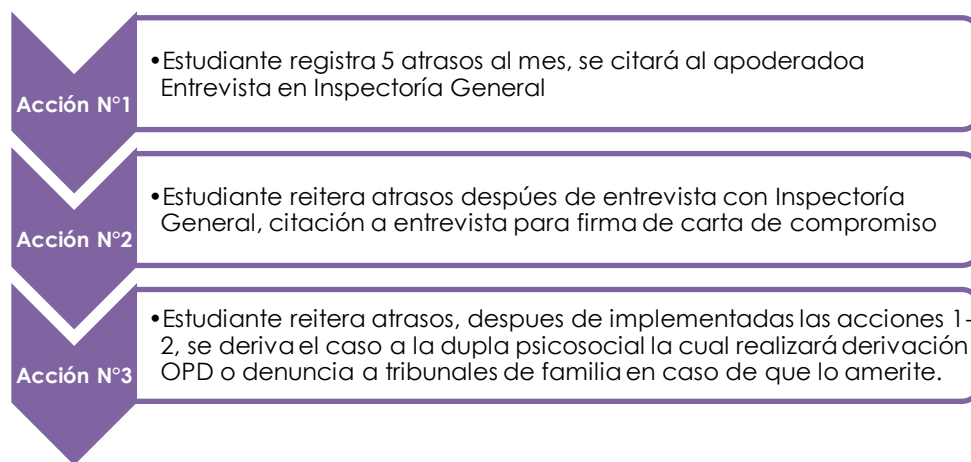 Acción N°1
•Estudiante registra 5 atrasos al mes, se citará al apoderadoa
Entrevista en Inspectoría General
Acción N°2
•Estudiante reitera atrasos despúes de entrevista con Inspectoría
General, citación a entrevista para firma de carta de compromiso
Acción N°3
•Estudiante reitera atrasos, despues de implementadas las acciones 1-
2, se deriva el caso a la dupla psicosocial la cual realizará derivación
OPD o denuncia a tribunales de familia en caso de que lo amerite.